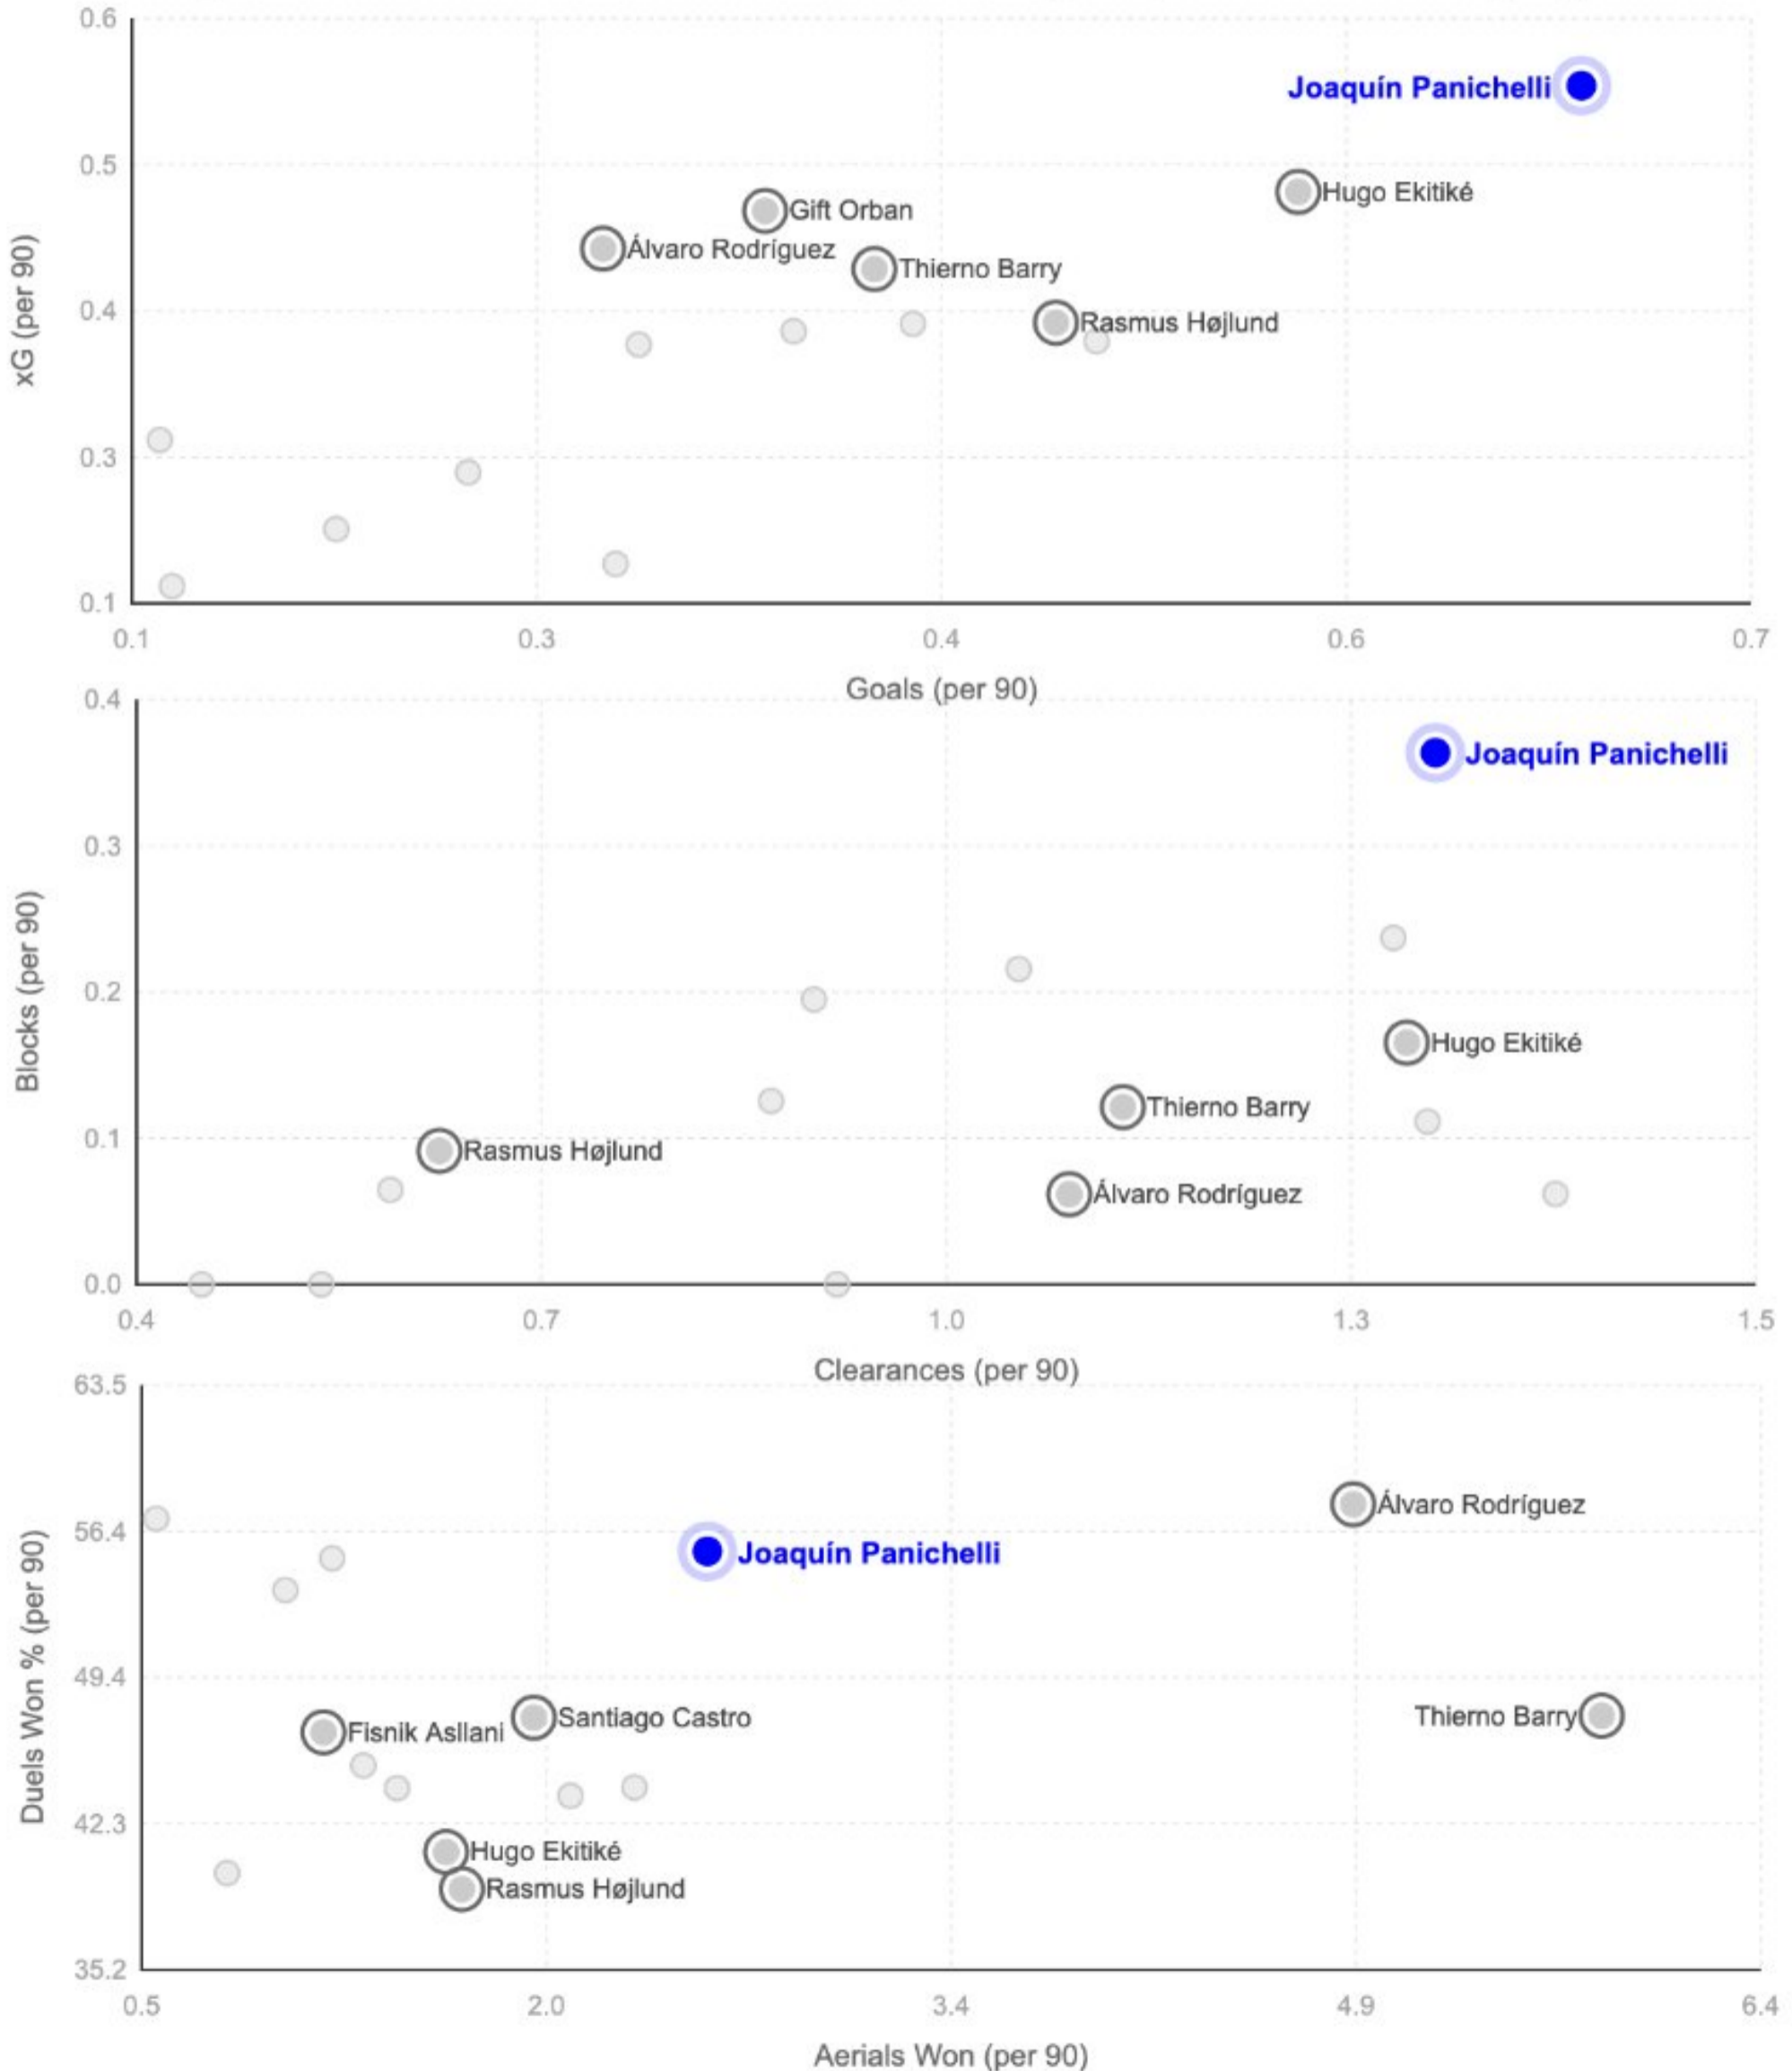 0.6
Joaquín Panichelli
0.5
Hugo Ekitiké
Gift Orban
Álvaro Rodríguez
Thierno Barry
0.4
Rasmus Højlund
xG (per 90)
0.3
0.1
0.1 0.3 0.4 0.6 0.7
Goals (per 90)
0.4
Joaquín Panichelli
0.3
0.2
Hugo Ekitiké
Thierno Barry
Blocks (per 90)
0.1
Rasmus Højlund
Álvaro Rodríguez
0.0
0.4 0.7 1.0 1.3 1.5
Clearances (per 90)
63.5
Álvaro Rodríguez
56.4
Joaquín Panichelli
49.4
Santiago Castro
Thierno Barry
Fisnik Asllani
Duels Won % (per 90)
42.3
Hugo Ekitiké
Rasmus Højlund
35.2
0.5 2.0 3.4 4.9 6.4
Aerials Won (per 90)